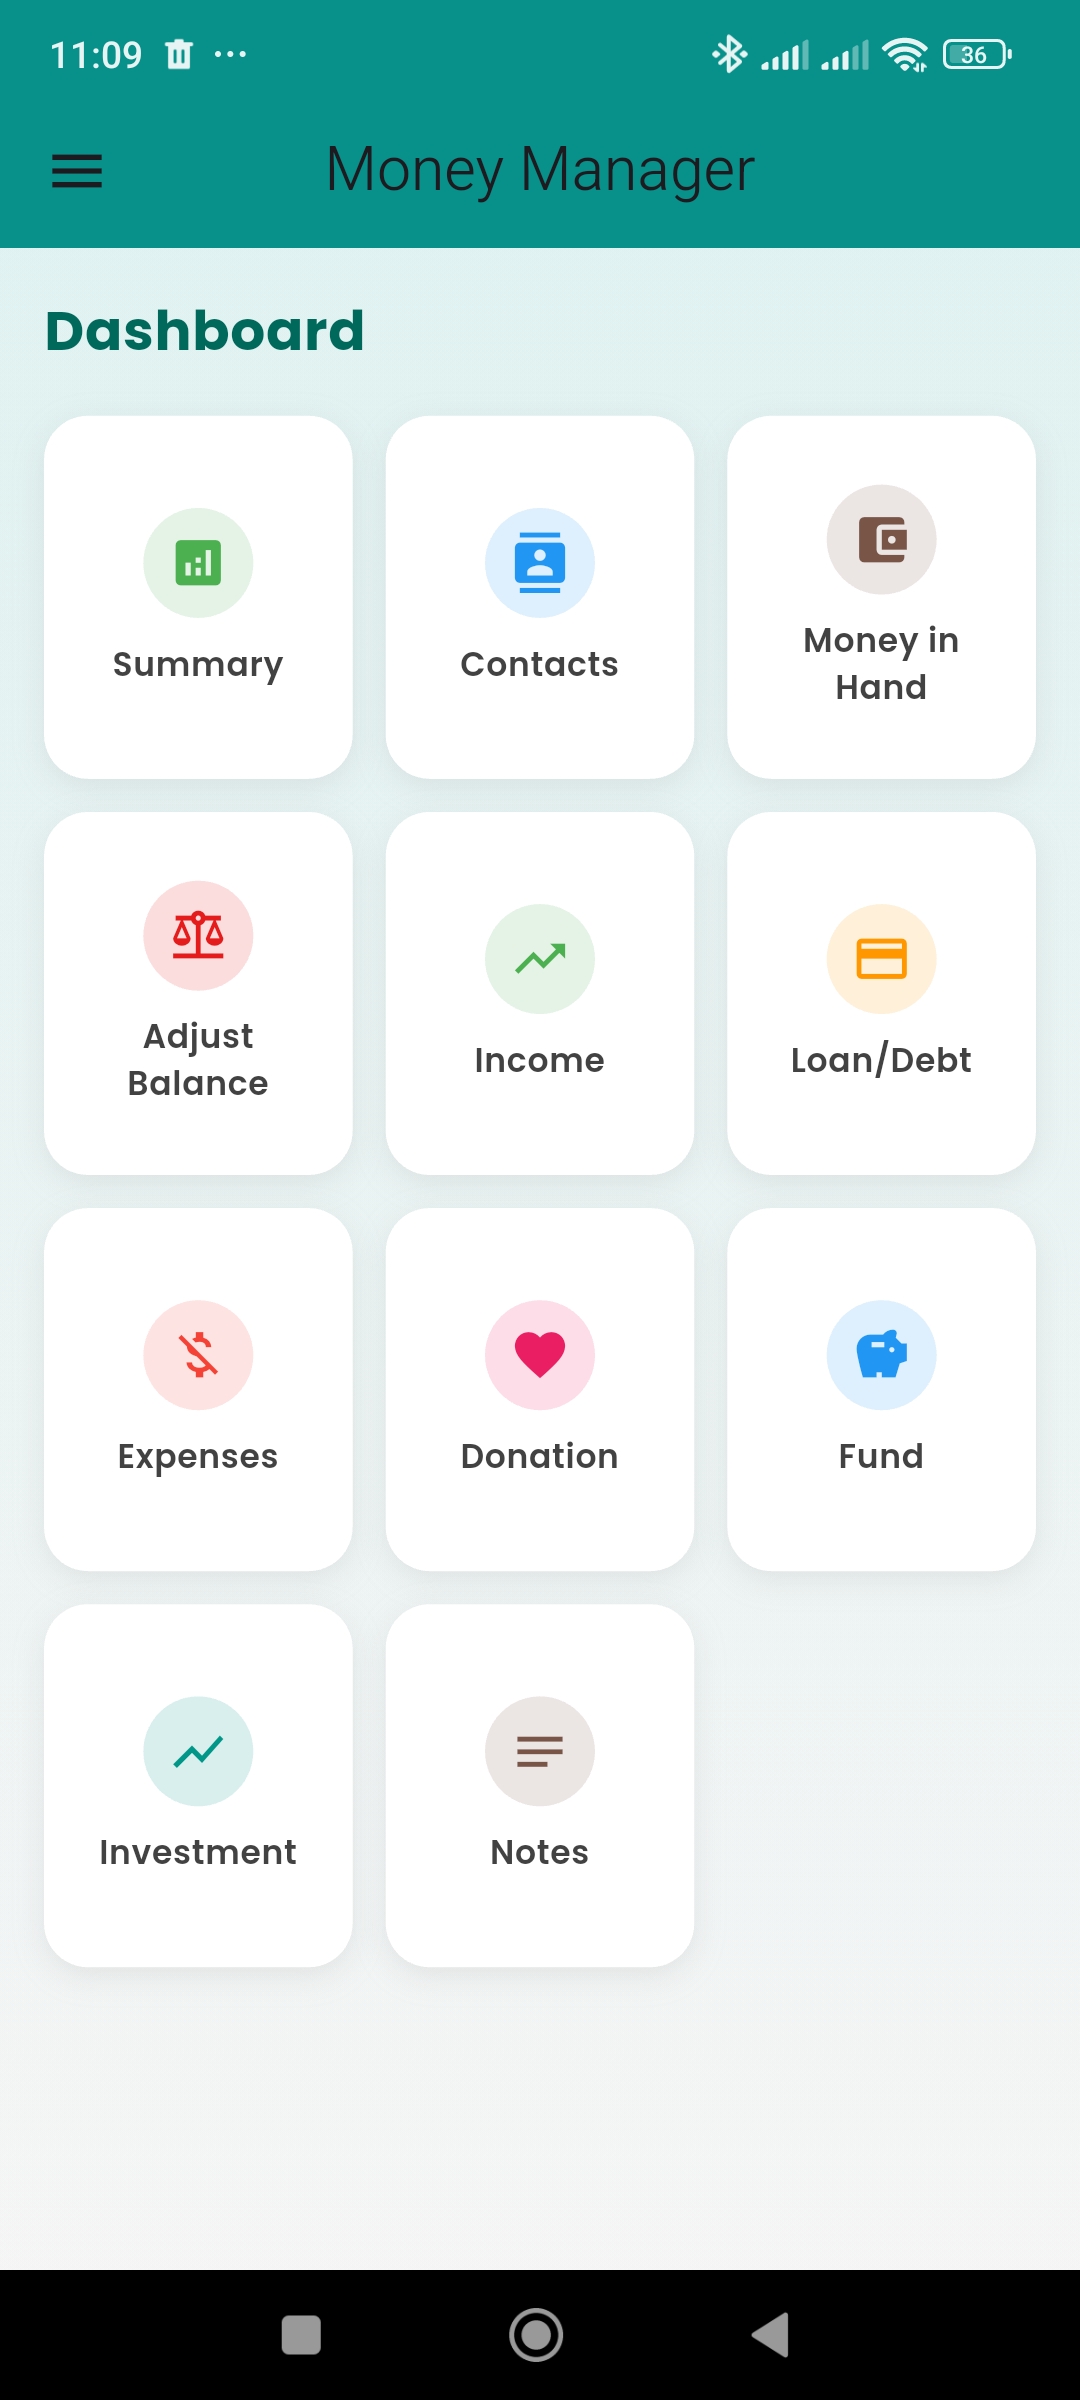 11:09
36
Money Manager
Dashboard
Summary
Contacts
Money in
Hand
Adjust
Balance
Income
Loan/Debt
Expenses
Donation
Fund
Investment
Notes